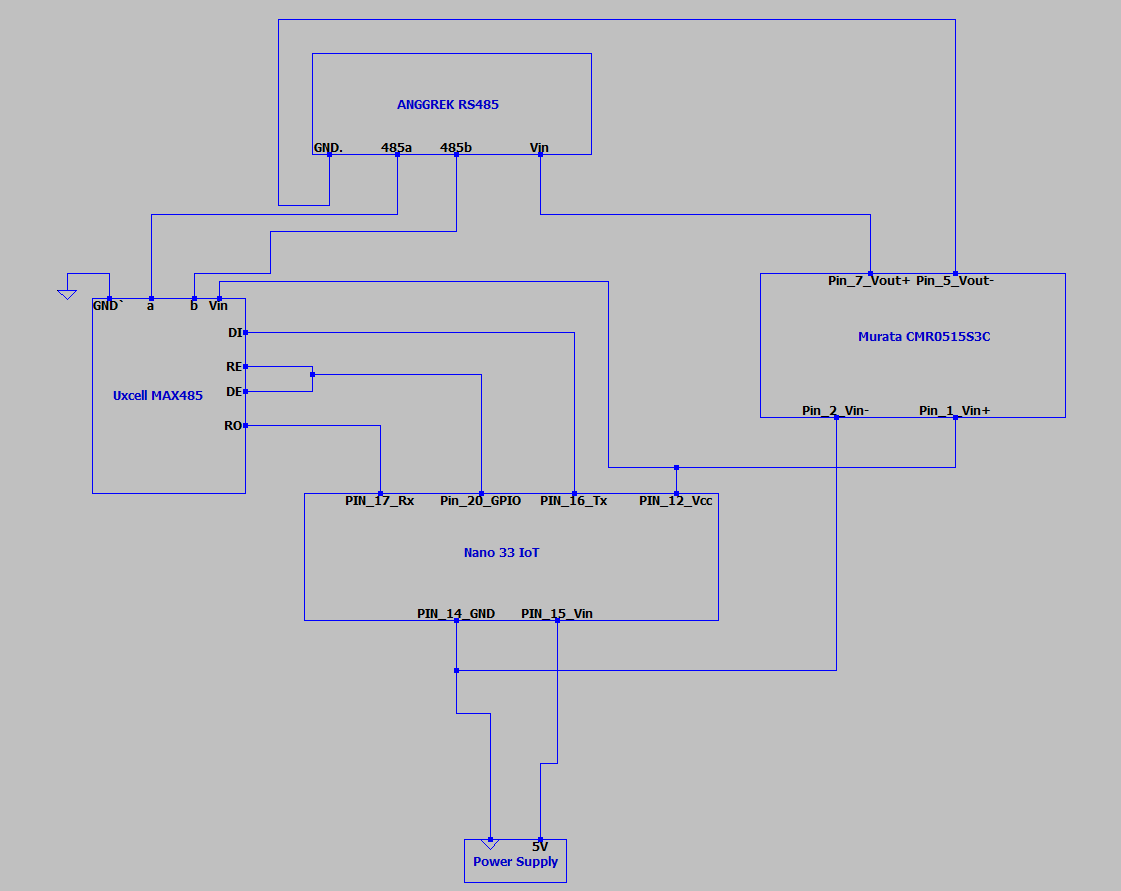 ANGGREK RS485
GND. 485a 485b Vin
Pin_7_Vout+ Pin_5_Vout-
GND` a b Vin
DI
Murata CMR0515S3C
RE
DE
Uxcell MAX485
Pin_2_Vin- Pin_1_Vin+
RO
PIN_17_Rx Pin_20_GPIO PIN_16_Tx PIN_12_Vcc
Nano 33 IoT
PIN_14_GND PIN_15_Vin
5V
Power Supply